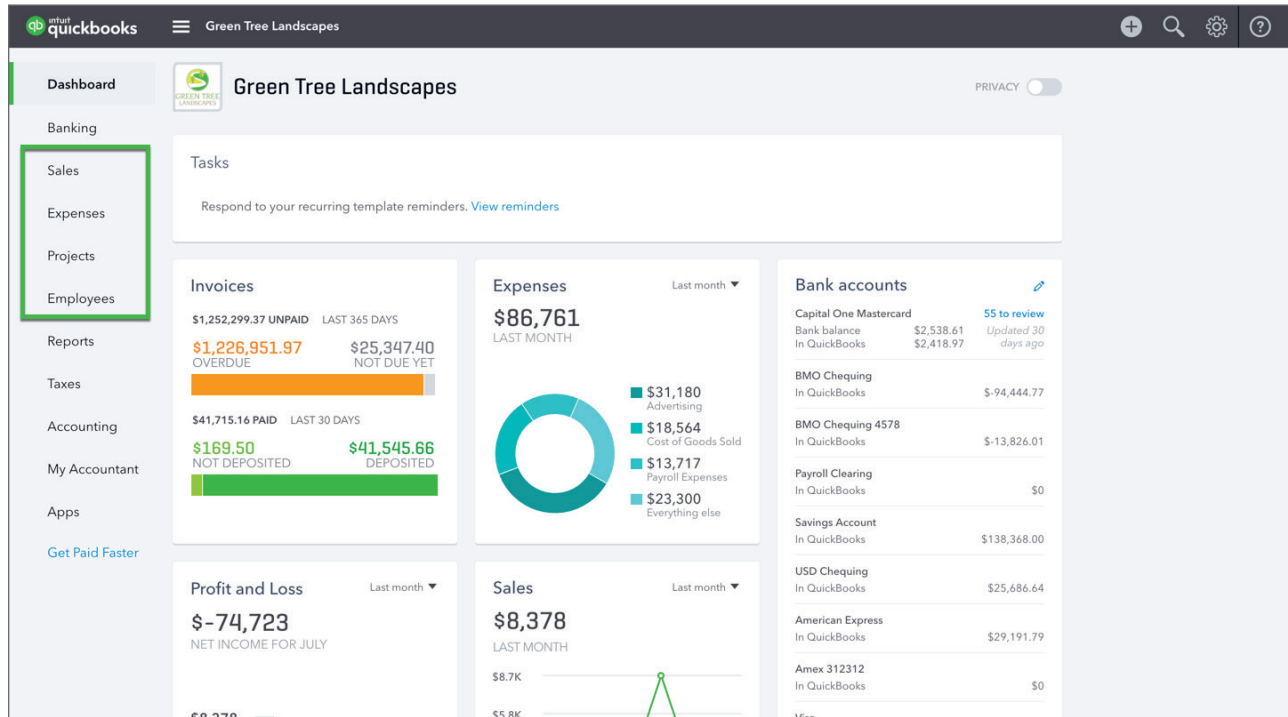 intuit
quickbooks
Green Tree Landscapes
Dashboard
Banking
Sales
Expenses
Projects
Employees
Reports
Taxes
Accounting
My Accountant
Apps
Get Paid Faster
GREEN TREE
LANDSCAPES
Green Tree Landscapes
PRIVACY
Tasks
Respond to your recurring template reminders. View reminders
Invoices
$1,252,299.37 UNPAID LAST 365 DAYS
$1,226,951.97 $25,347.40
OVERDUE NOT DUE YET
$41,715.16 PAID LAST 30 DAYS
$169.50 $41,545.66
NOT DEPOSITED DEPOSITED
Expenses Last month
$86,761
LAST MONTH
$31,180
Advertising
$18,564
Cost of Goods Sold
$13,717
Payroll Expenses
$23,300
Everything else
Bank accounts
Capital One Mastercard 55 to review
Bank balance $2,538.61 Updated 30
In QuickBooks $2,418.97 days ago
BMO Chequing
In QuickBooks $-94,444.77
BMO Chequing 4578
In QuickBooks $-13,826.01
Payroll Clearing
In QuickBooks $0
Savings Account
In QuickBooks $138,368.00
USD Chequing
In QuickBooks $25,686.64
American Express
In QuickBooks $29,191.79
Amex 312312
In QuickBooks $0
Visa
Profit and Loss Last month
$-74,723
NET INCOME FOR JULY
$8,378
Sales Last month
$8,378
LAST MONTH
$8.7K
$5.8K